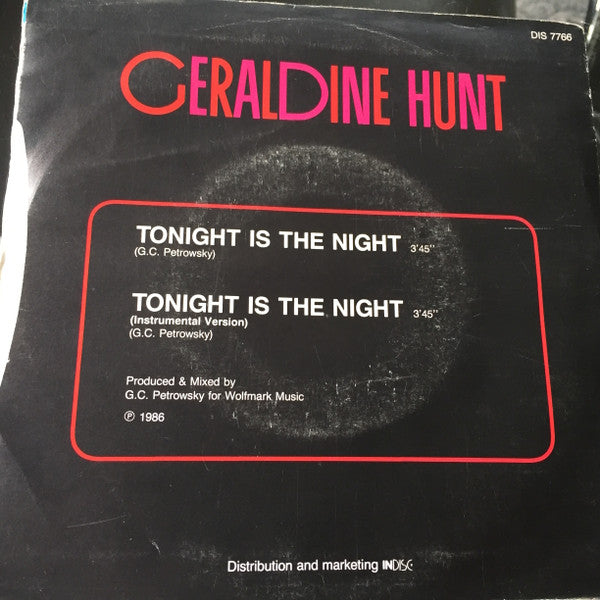 DIS 7766
GERALDINE HUNT
TONIGHT IS THE NIGHT 3'45''
(G.C. Petrowsky)
TONIGHT IS THE NIGHT 3'45''
(Instrumental Version)
(G.C. Petrowsky)
Produced & Mixed by
G.C. Petrowsky for Wolfmark Music
℗ 1986
Distribution and marketing INDISC